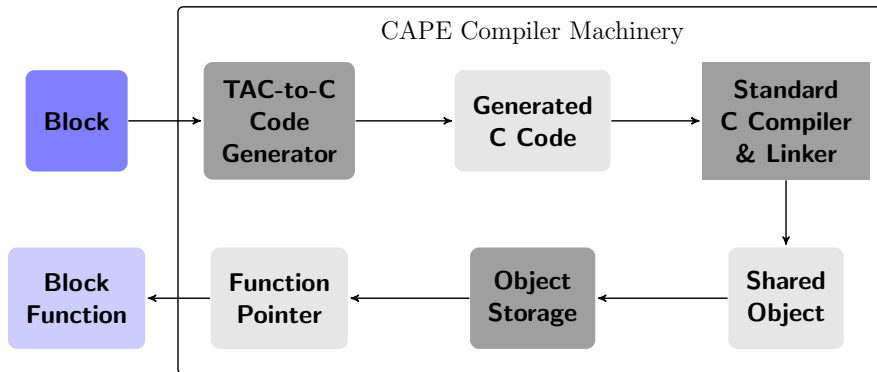 CAPE Compiler Machinery
Block
TAC-to-C
Code
Generator
Generated
C Code
Standard
C Compiler
& Linker
Block
Function
Function
Pointer
Object
Storage
Shared
Object